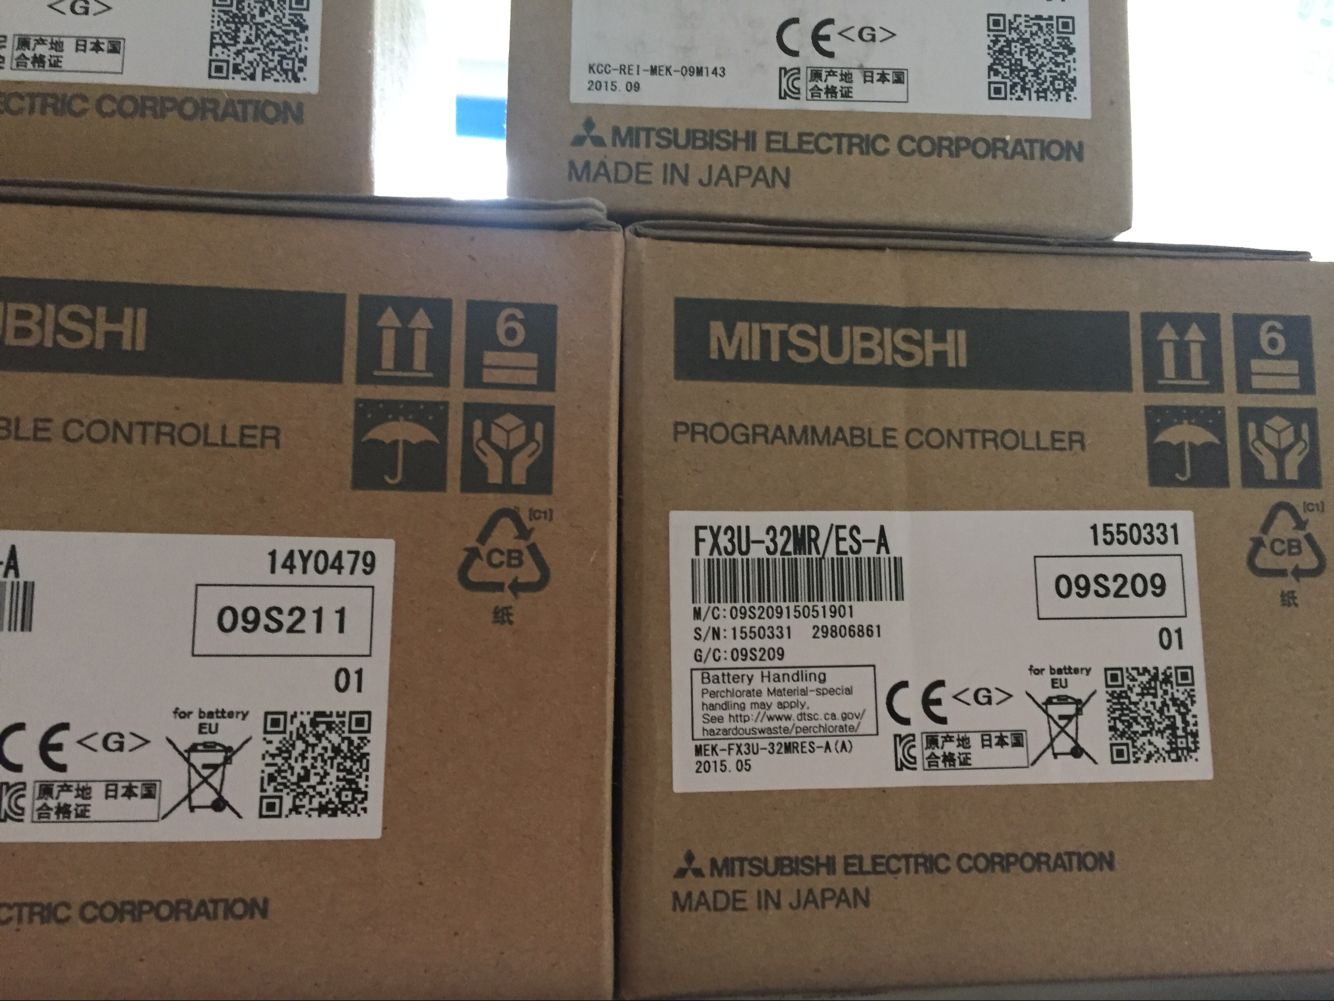 <G>
原产地 日本国
合格证
CTRIC CORPORATION
CE <G>
KCC-REI-MEK-09M143
2015.09
原产地 日本国
合格证
MITSUBISHI ELECTRIC CORPORATION
MADE IN JAPAN
UBISHI
6
BLE CONTROLLER
[C1]
CB
纸
-A
14Y0479
09S211
01
for battery
EU
CE <G>
原产地 日本国
合格证
CTRIC CORPORATION
MITSUBISHI
6
PROGRAMMABLE CONTROLLER
[C1]
CB
纸
FX3U-32MR/ES-A
1550331
09S209
M/C:09S20915051901
S/N:1550331 29806861
01
G/C:09S209
Battery Handling
Perchlorate Material-special
handling may apply.
See http://www.dtsc.ca.gov/
hazardouswaste/perchlorate/
CE <G>
for battery
EU
MEK-FX3U-32MRES-A(A)
2015.05
原产地 日本国
合格证
MITSUBISHI ELECTRIC CORPORATION
MADE IN JAPAN